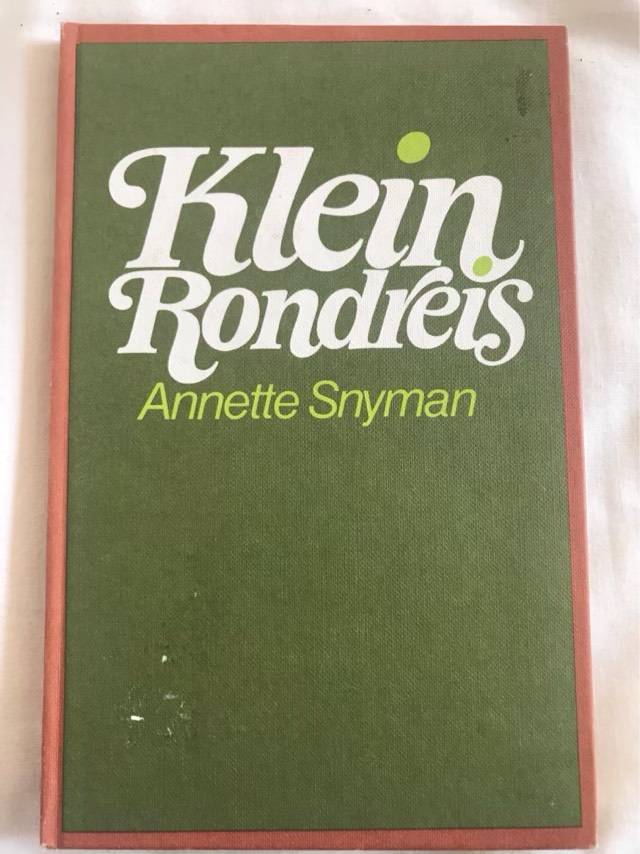 Klein
Rondreis
Annette Snyman